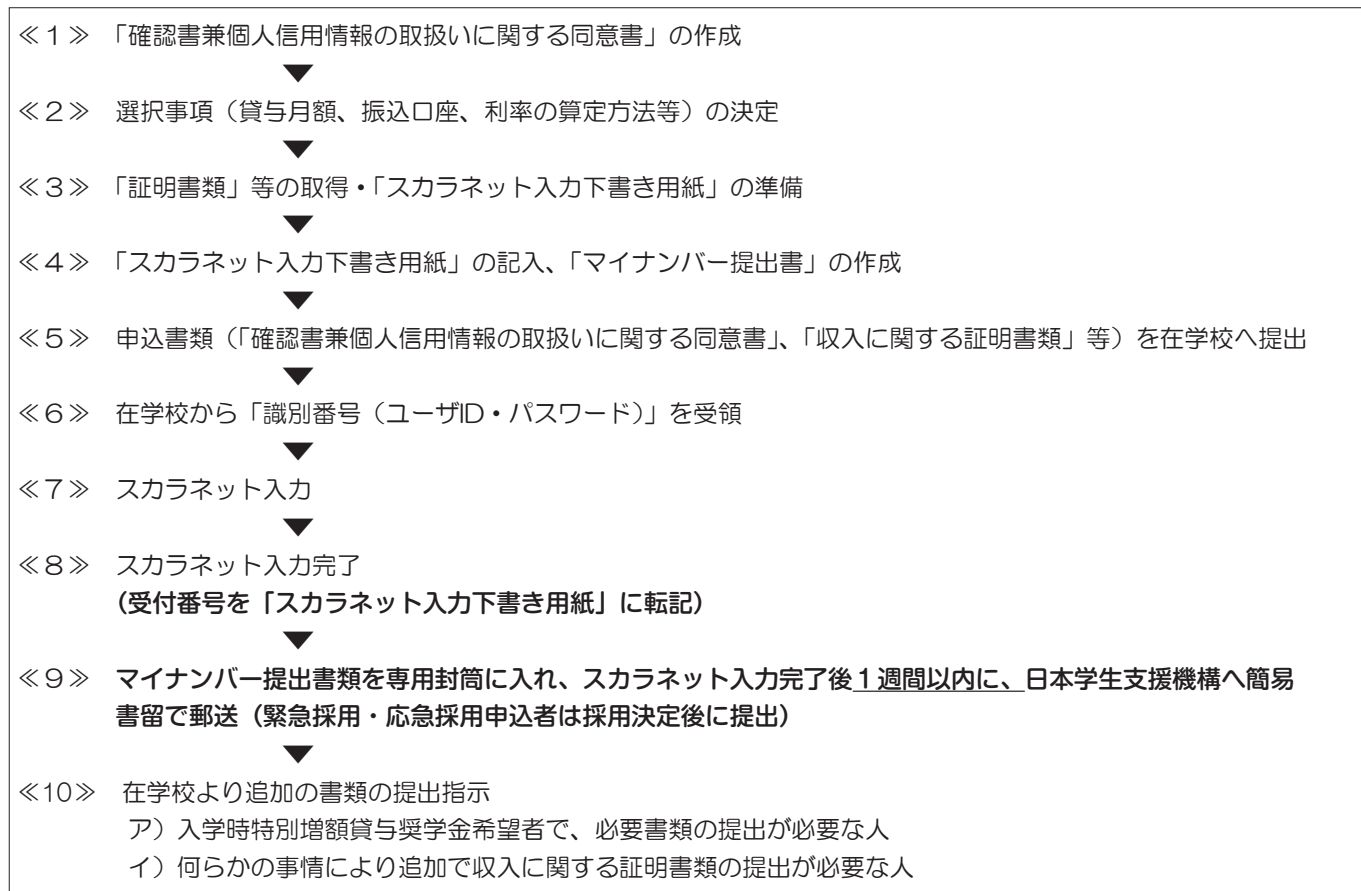 ≪１≫ 「確認書兼個人信用情報の取扱いに関する同意書」の作成
▼
≪２≫ 選択事項（貸与月額、振込口座、利率の算定方法等）の決定
▼
≪３≫ 「証明書類」等の取得・「スカラネット入力下書き用紙」の準備
▼
≪４≫ 「スカラネット入力下書き用紙」の記入、「マイナンバー提出書」の作成
▼
≪５≫ 申込書類（「確認書兼個人信用情報の取扱いに関する同意書」、「収入に関する証明書類」等）を在学校へ提出
▼
≪６≫ 在学校から「識別番号（ユーザID・パスワード）」を受領
▼
≪７≫ スカラネット入力
▼
≪８≫ スカラネット入力完了
（受付番号を「スカラネット入力下書き用紙」に転記）
▼
≪９≫ マイナンバー提出書類を専用封筒に入れ、スカラネット入力完了後１週間以内に、日本学生支援機構へ簡易
書留で郵送（緊急採用・応急採用申込者は採用決定後に提出）
▼
≪10≫ 在学校より追加の書類の提出指示
ア）入学時特別増額貸与奨学金希望者で、必要書類の提出が必要な人
イ）何らかの事情により追加で収入に関する証明書類の提出が必要な人